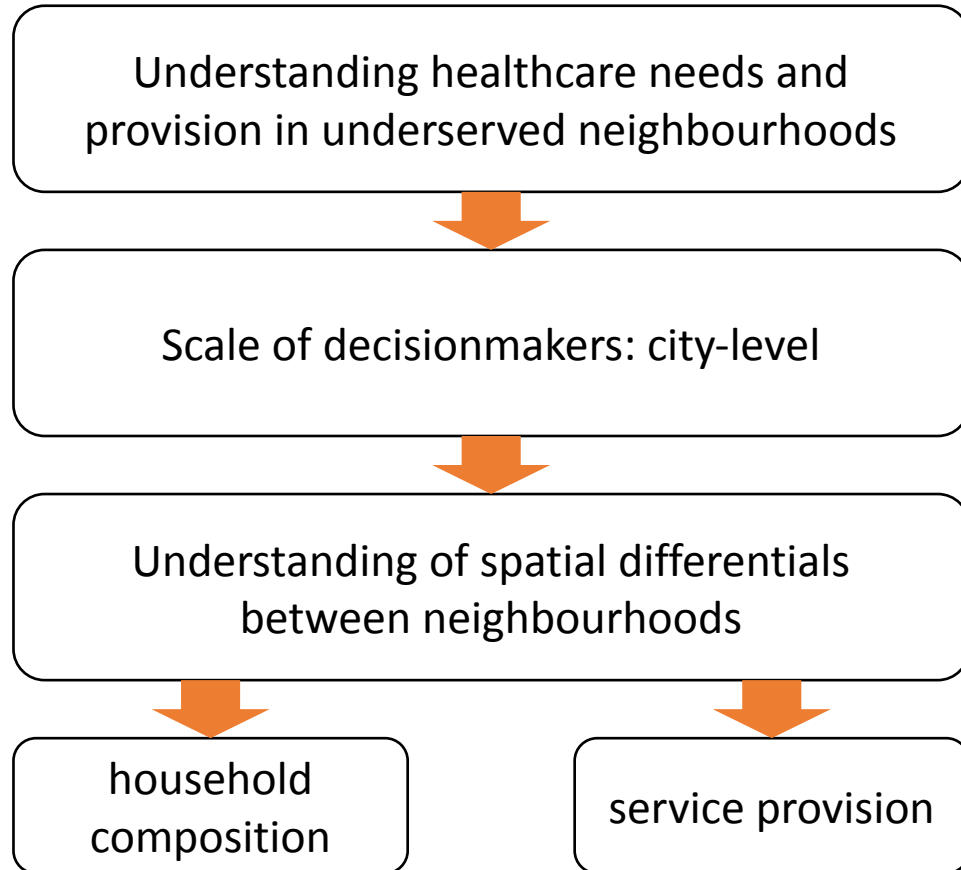 Understanding healthcare needs and
provision in underserved neighbourhoods
Scale of decisionmakers: city-level
Understanding of spatial differentials
between neighbourhoods
household
composition
service provision